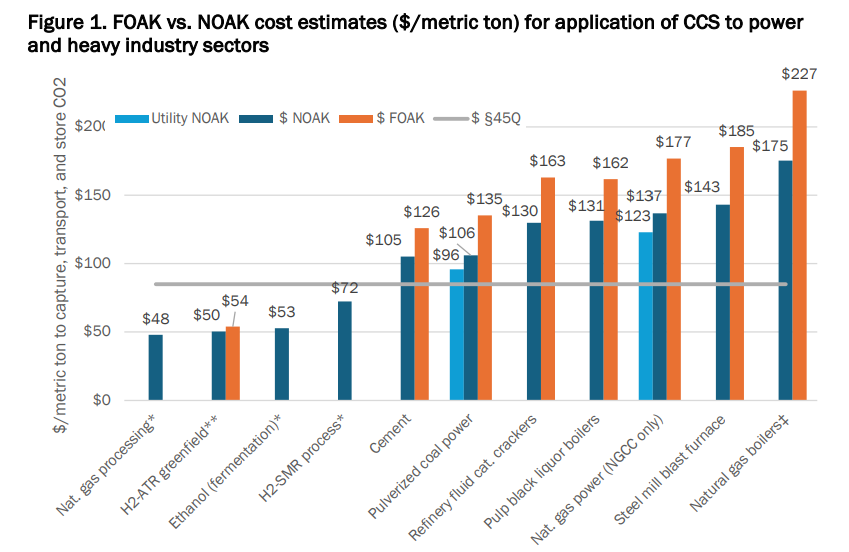 Figure 1. FOAK vs. NOAK cost estimates ($/metric ton) for application of CCS to power
and heavy industry sectors
$/metric ton to capture, transport, and store CO2
$227
$200
Utility NOAK $ NOAK $ FOAK $ §45Q
$185
$177
$175
$163
$162
$150
$143
$137
$135
$131
$130
$126
$123
$106
$105
$100
$96
$72
$54
$53
$50
$48
$50
$0
Nat. gas processing*
H2-ATR greenfield**
Ethanol (fermentation)*
H2-SMR process*
Cement
Pulverized coal power
Refinery fluid cat. crackers
Pulp black liquor boilers
Nat. gas power (NGCC only)
Steel mill blast furnace
Natural gas boilers‡